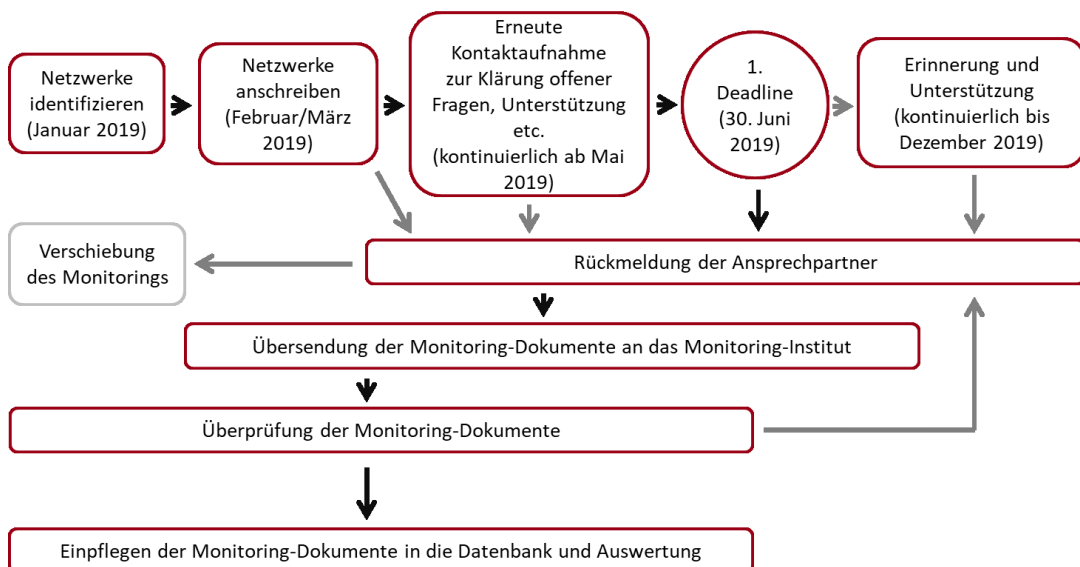 Netzwerke
identifizieren
(Januar 2019)
Netzwerke
anschreiben
(Februar/März
2019)
Erneute
Kontaktaufnahme
zur Klärung offener
Fragen, Unterstützung
etc.
(kontinuierlich ab Mai
2019)
1.
Deadline
(30. Juni
2019)
Erinnerung und
Unterstützung
(kontinuierlich bis
Dezember 2019)
Verschiebung
des Monitorings
Rückmeldung der Ansprechpartner
Übersendung der Monitoring-Dokumente an das Monitoring-Institut
Überprüfung der Monitoring-Dokumente
Einpflegen der Monitoring-Dokumente in die Datenbank und Auswertung